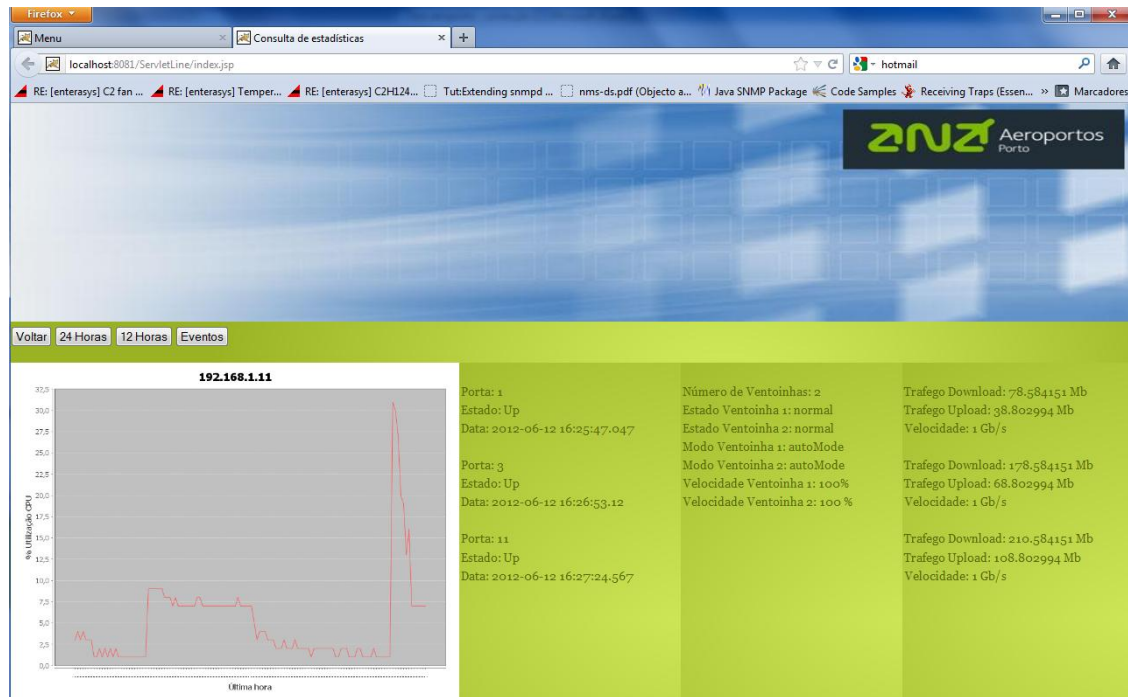 Firefox
Menu
Consulta de estadísticas
localhost:8081/ServletLine/index.jsp
hotmail
RE: [enterasys] C2 fan ...
RE: [enterasys] Temper...
RE: [enterasys] C2H124...
Tut:Extending snmpd ...
nms-ds.pdf (Objecto a...
Java SNMP Package
Code Samples
Receiving Traps (Essen...
»
Marcadores
ana Aeroportos
Porto
Voltar
24 Horas
12 Horas
Eventos
192.168.1.11
32,5
30,0
27,5
25,0
22,5
20,0
17,5
15,0
12,5
10,0
7,5
5,0
2,5
0,0
% Utilização CPU
Última hora
Porta: 1
Estado: Up
Data: 2012-06-12 16:25:47.047
Porta: 3
Estado: Up
Data: 2012-06-12 16:26:53.12
Porta: 11
Estado: Up
Data: 2012-06-12 16:27:24.567
Número de Ventoinhas: 2
Estado Ventoinha 1: normal
Estado Ventoinha 2: normal
Modo Ventoinha 1: autoMode
Modo Ventoinha 2: autoMode
Velocidade Ventoinha 1: 100%
Velocidade Ventoinha 2: 100 %
Trafego Download: 78.584151 Mb
Trafego Upload: 38.802994 Mb
Velocidade: 1 Gb/s
Trafego Download: 178.584151 Mb
Trafego Upload: 68.802994 Mb
Velocidade: 1 Gb/s
Trafego Download: 210.584151 Mb
Trafego Upload: 108.802994 Mb
Velocidade: 1 Gb/s